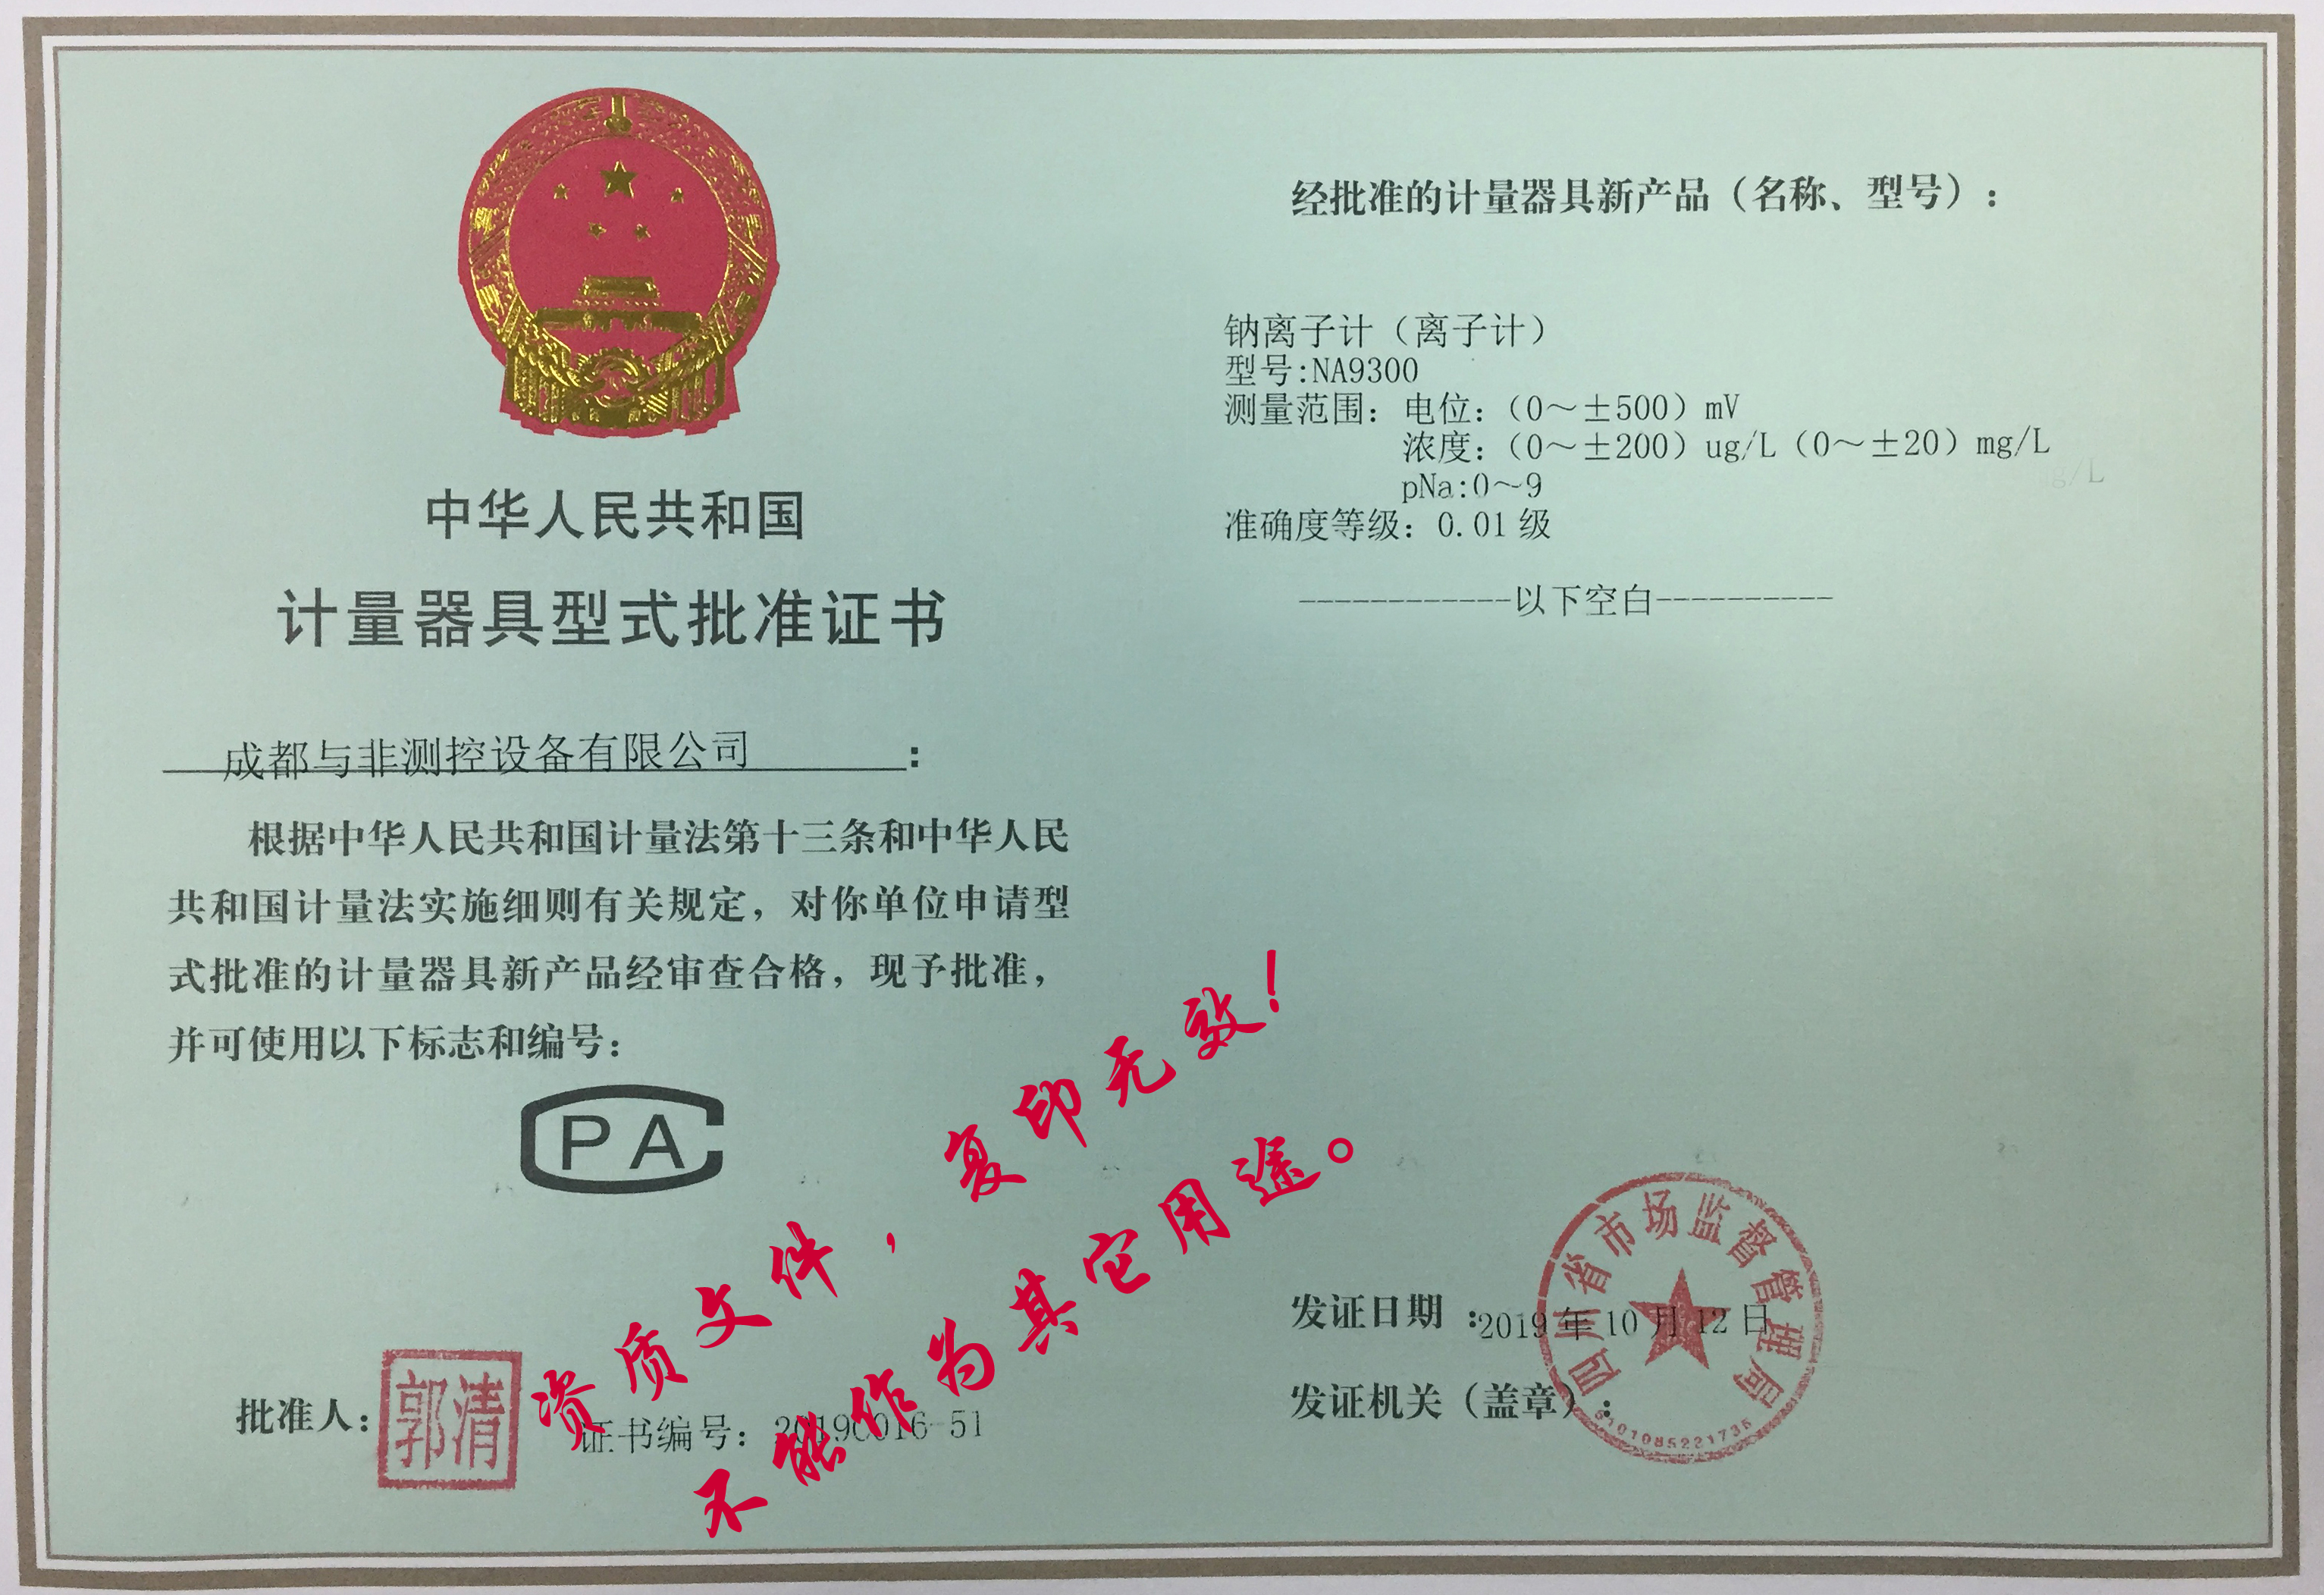 中华人民共和国
计量器具型式批准证书
成都与非测控设备有限公司：
根据中华人民共和国计量法第十三条和中华人民
共和国计量法实施细则有关规定，对你单位申请型
式批准的计量器具新产品经审查合格，现予批准，
并可使用以下标志和编号：
CPA
批准人：
郭清
证书编号：20190016-51
经批准的计量器具新产品（名称、型号）：
钠离子计（离子计）
型号:NA9300
测量范围：电位：（0～±500）mV
浓度：（0～±200）ug/L（0～±20）mg/L
pNa:0～9
准确度等级：0.01级
------------以下空白----------
发证日期：2019年10月12日
发证机关（盖章）：
四川省市场监督管理局
资质文件，复印无效！
不能作为其它用途。